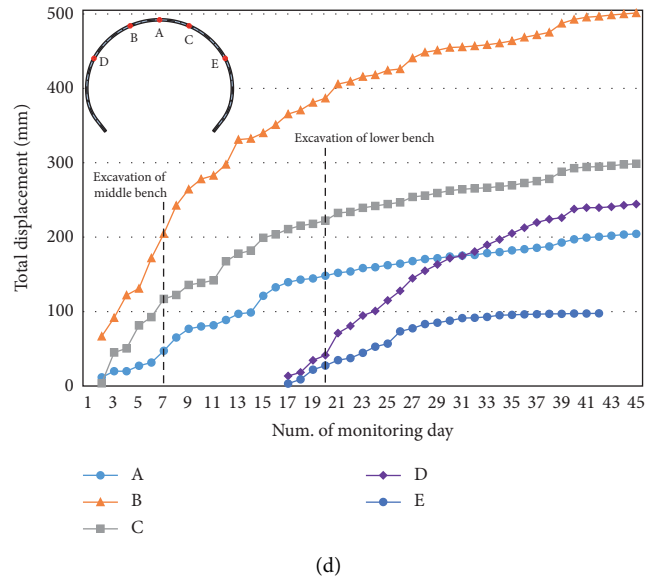 500
400
300
200
100
0
Total displacement (mm)
A
B
C
D
E
Excavation of
middle bench
Excavation of lower bench
1 3 5 7 9 11 13 15 17 19 21 23 25 27 29 31 33 35 37 39 41 43 45
Num. of monitoring day
A
B
C
D
E
(d)